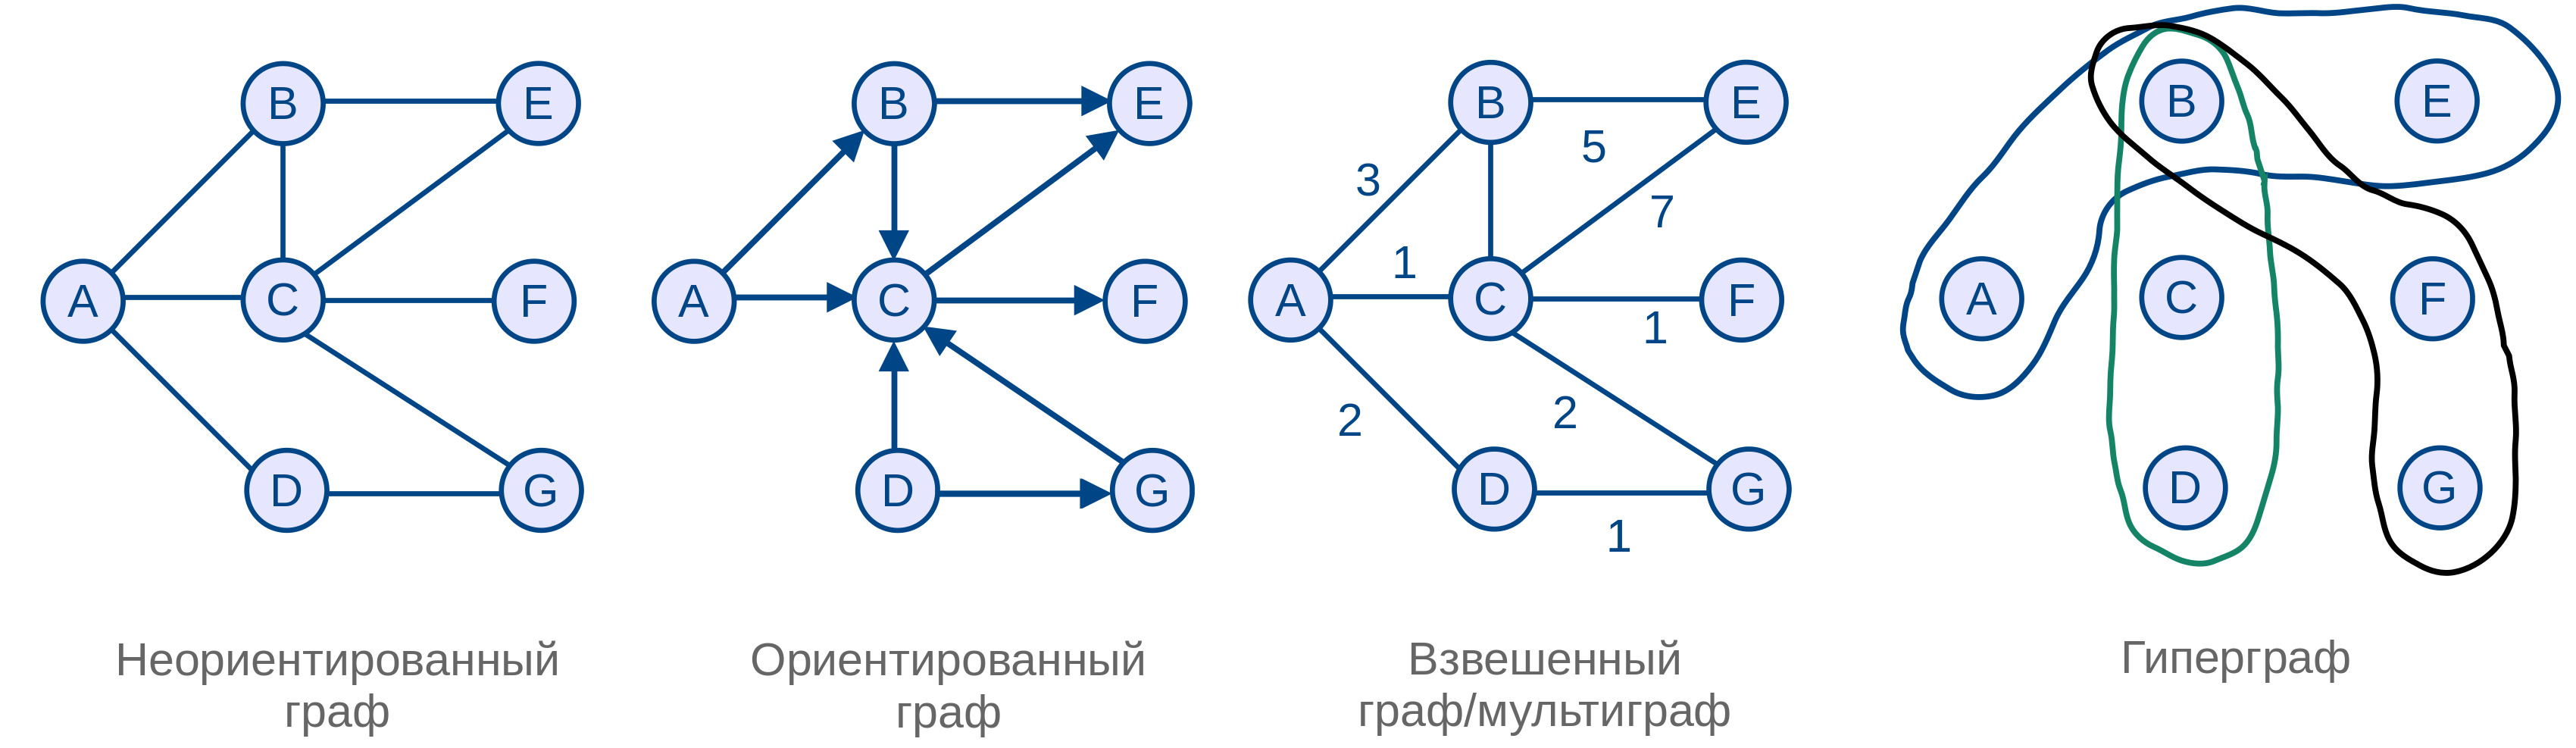 B E
A C F
D G
Неориентированный
граф
B E
A C F
D G
Ориентированный
граф
B E
5
3
7
1
A C F
1
2
2
D G
1
Взвешенный
граф/мультиграф
B E
A C F
D G
Гиперграф